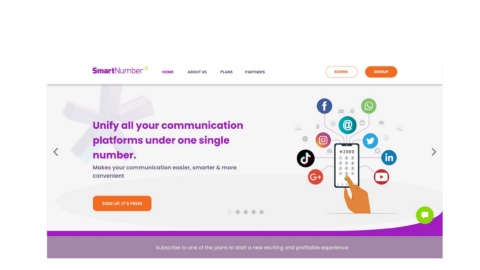 SmartNumber
HOME ABOUT US PLANS PARTNERS
SIGNIN SIGNUP
Unify all your communication
platforms under one single
number.
Makes your communication easier, smarter & more
convenient
SIGN UP, IT'S FREE!
Subscribe to one of the plans to start a new exciting and profitable experience